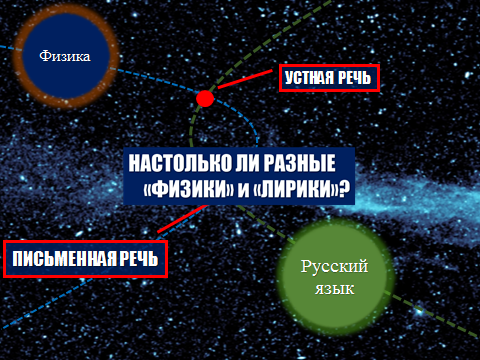 Физика
УСТНАЯ РЕЧЬ
НАСТОЛЬКО ЛИ РАЗНЫЕ
«ФИЗИКИ» и «ЛИРИКИ»?
ПИСЬМЕННАЯ РЕЧЬ
Русский
язык